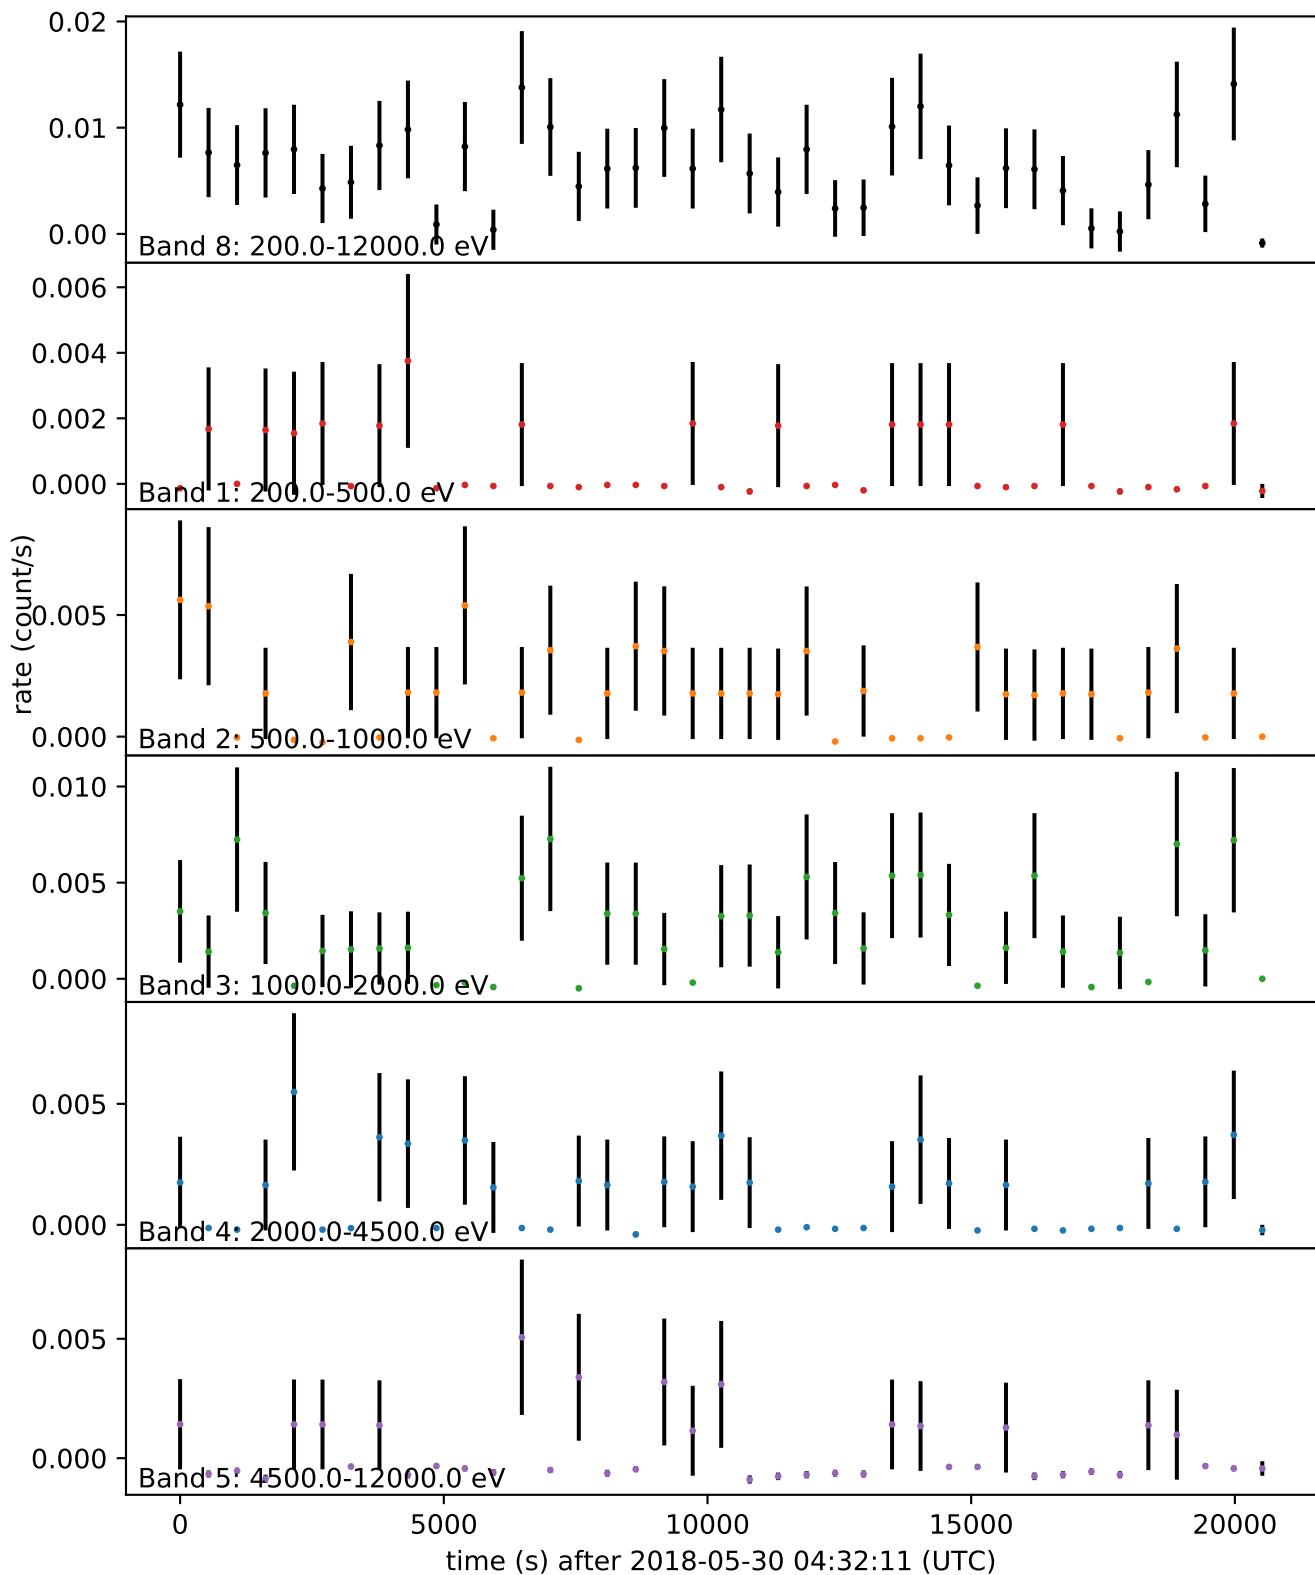 0.02
0.01
0.00
Band 8: 200.0-12000.0 eV
0.006
0.004
0.002
0.000
Band 1: 200.0-500.0 eV
rate (count/s)
0.005
0.000
Band 2: 500.0-1000.0 eV
0.010
0.005
0.000
Band 3: 1000.0-2000.0 eV
0.005
0.000
Band 4: 2000.0-4500.0 eV
0.005
0.000
Band 5: 4500.0-12000.0 eV
0 5000 10000 15000 20000
time (s) after 2018-05-30 04:32:11 (UTC)